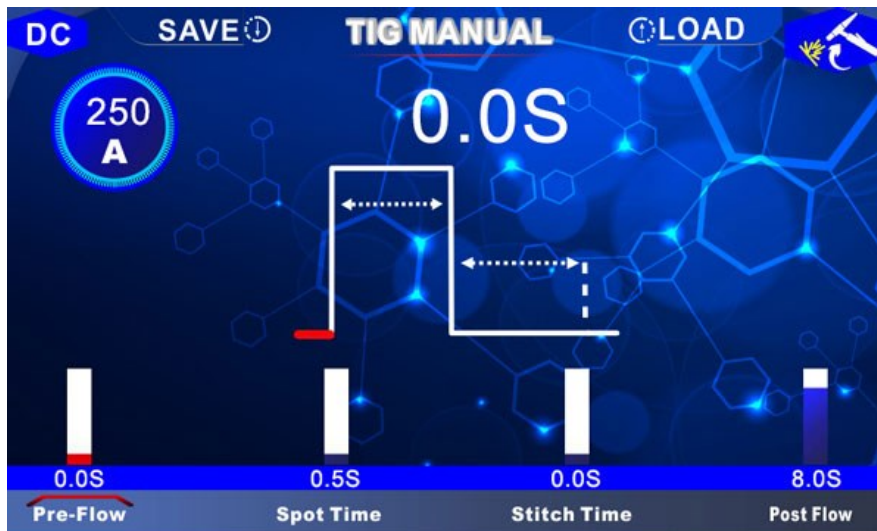 DC SAVE TIG MANUAL LOAD
250
A
0.0S
0.0S 0.5S 0.0S 8.0S
Pre-Flow Spot Time Stitch Time Post Flow